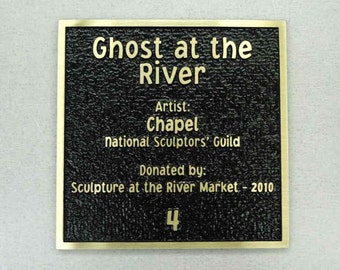 Ghost at the
River
Artist:
Chapel
National Sculptors' Guild
Donated by:
Sculpture at the River Market - 2010
4